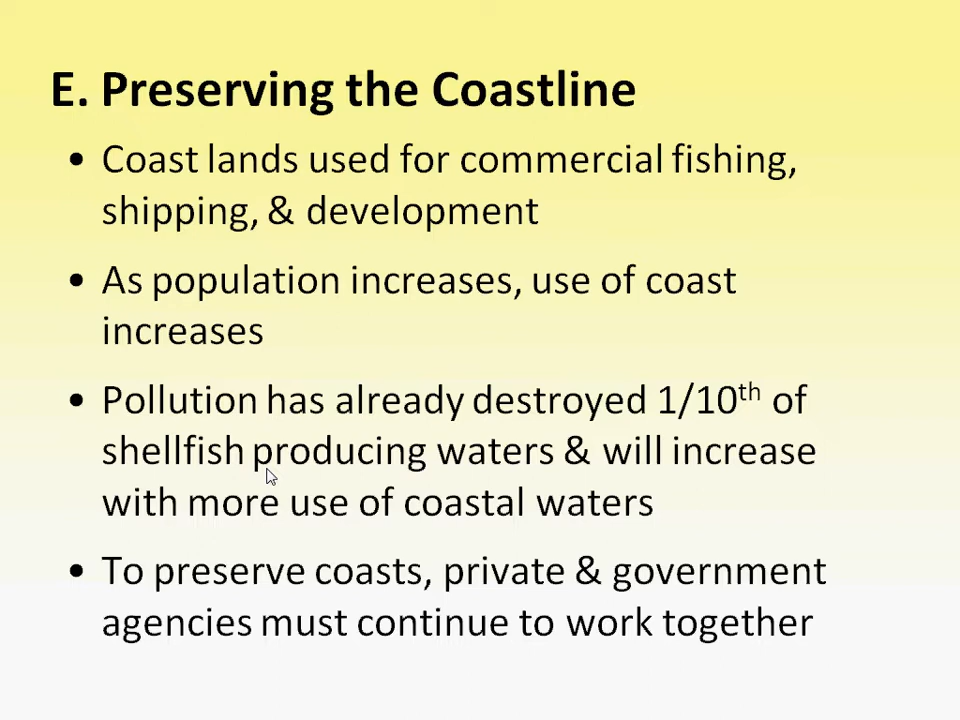 E. Preserving the Coastline
• Coast lands used for commercial fishing,
shipping, & development
• As population increases, use of coast
increases
• Pollution has already destroyed 1/10th of
shellfish producing waters & will increase
with more use of coastal waters
• To preserve coasts, private & government
agencies must continue to work together